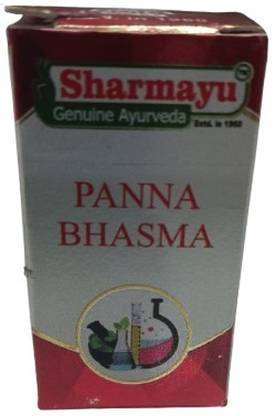 Sharmayu
Genuine Ayurveda
Estd. in 1960
PANNA
BHASMA